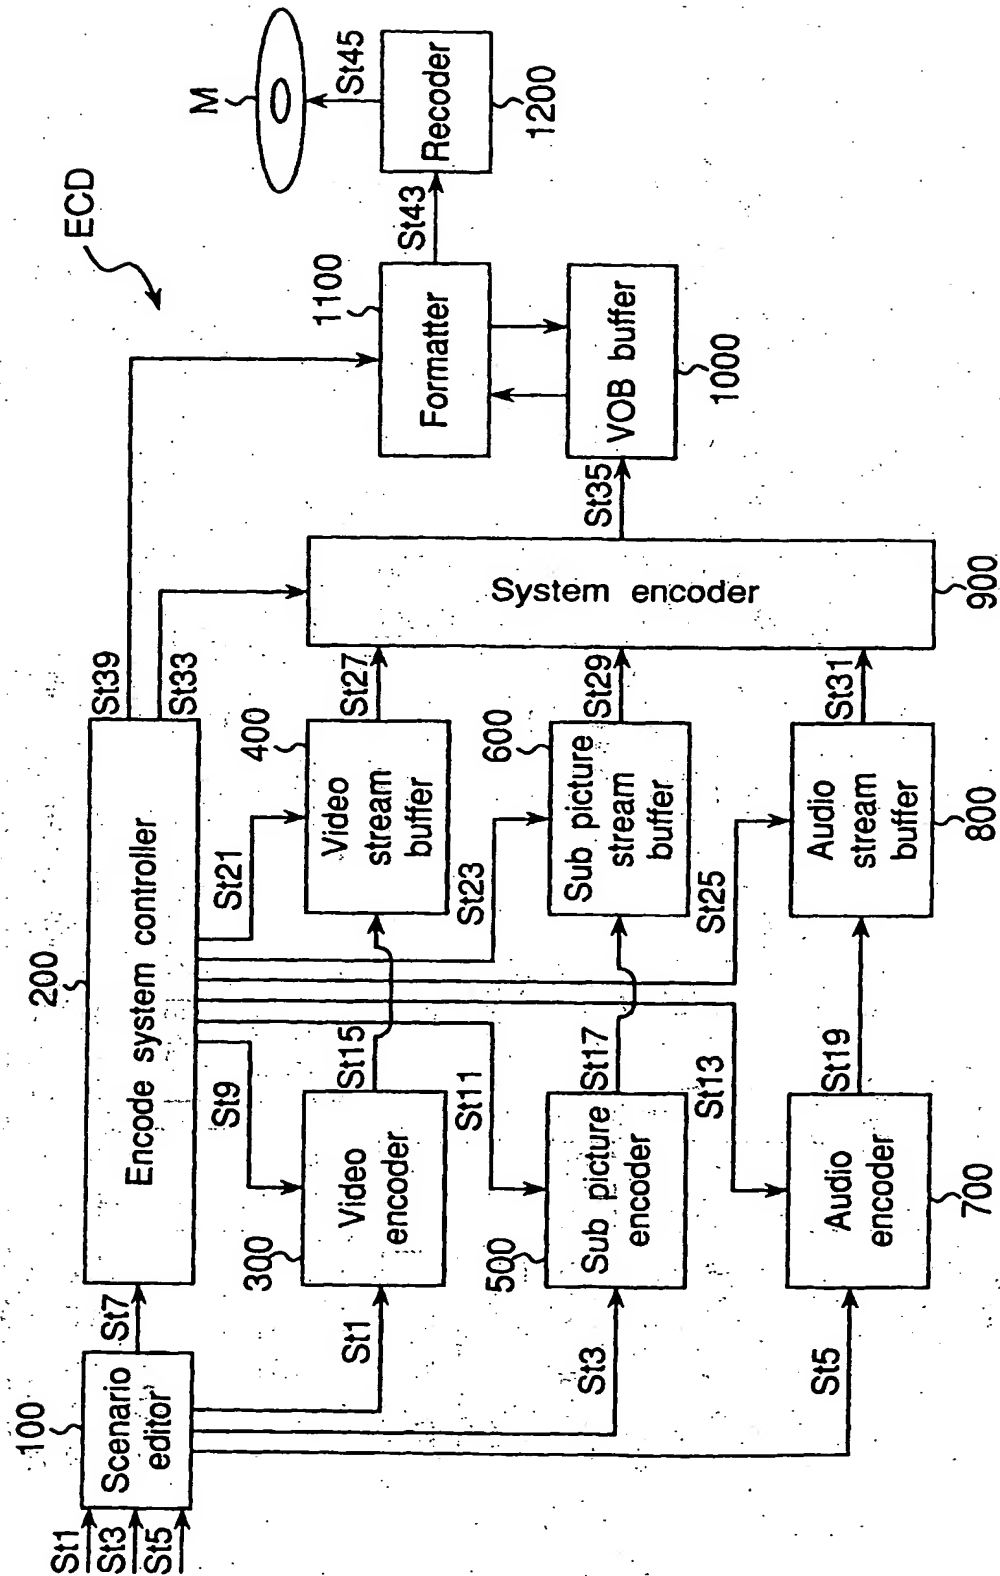 ECD
St1
St3
St5
100
Scenario
editor
St7
200
Encode system controller
St39
St33
St9
St21
St11
St23
St13
St25
St1
300
Video
encoder
St15
400
Video
stream
buffer
St27
St3
500
Sub picture
encoder
St17
600
Sub picture
stream
buffer
St29
St5
Audio
encoder
700
St19
Audio
stream
buffer
800
St31
System encoder
900
St35
VOB buffer
1000
1100
Formatter
St43
Recoder
1200
St45
M